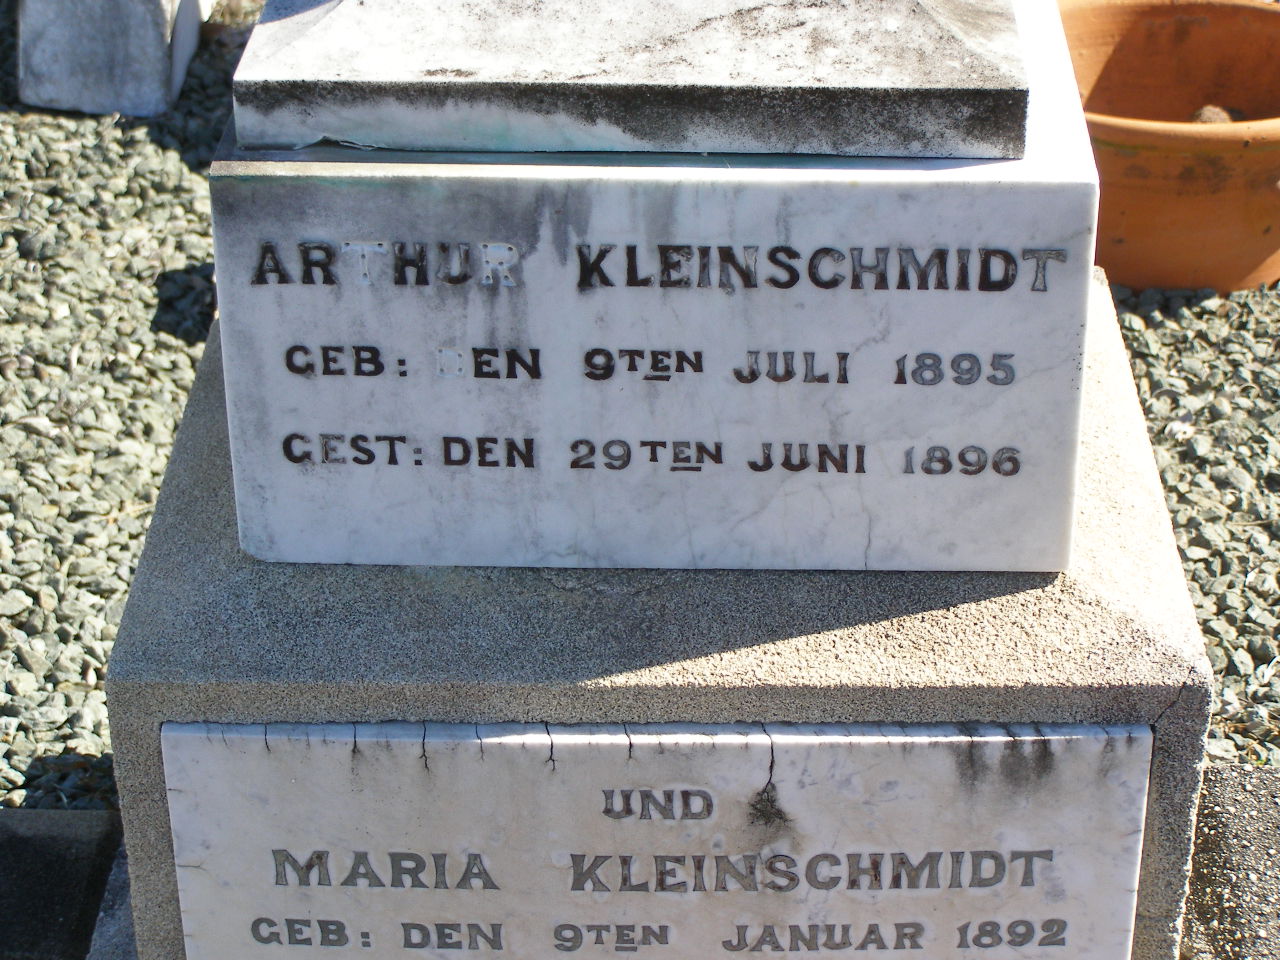 ARTHUR KLEINSCHMIDT
GEB: DEN 9TEN JULI 1895
GEST: DEN 29TEN JUNI 1896
UND
MARIA KLEINSCHMIDT
GEB: DEN 9TEN JANUAR 1892